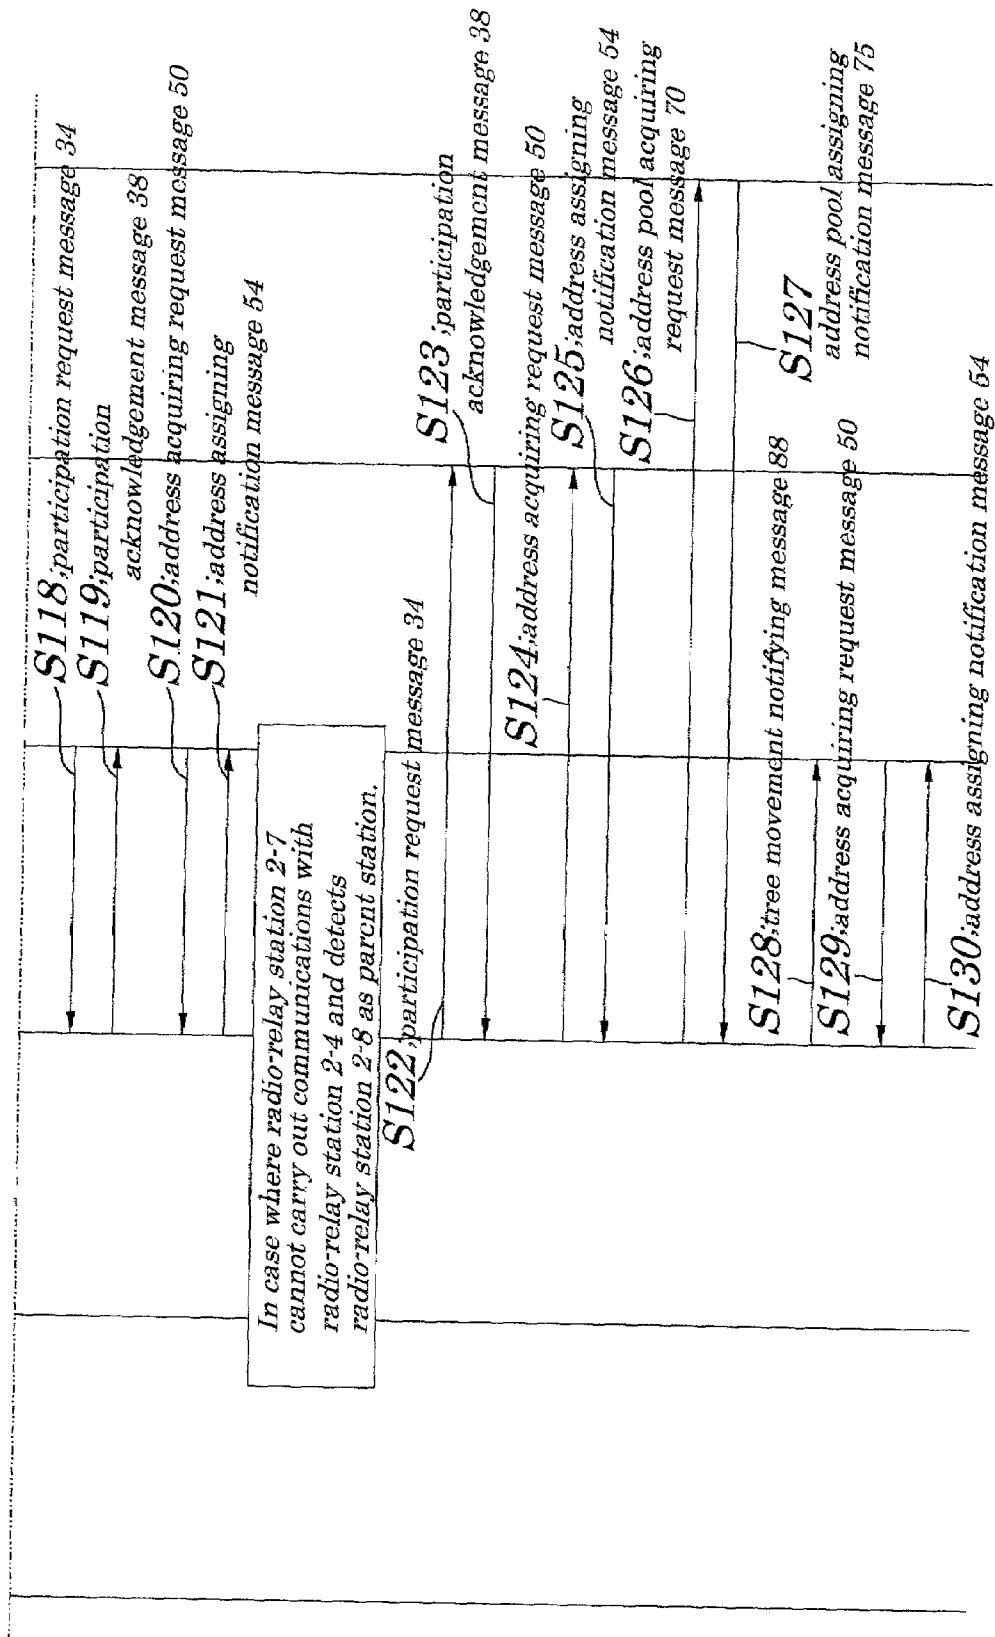 S118;participation request message 34
S119;participation
acknowledgement message 38
S120;address acquiring request message 50
S121;address assigning
notification message 54
In case where radio-relay station 2-7
cannot carry out communications with
radio-relay station 2-4 and detects
radio-relay station 2-8 as parent station.
S122;participation request message 34
S123;participation
acknowledgement message 38
S124;address acquiring request message 50
S125;address assigning
notification message 54
S126;address pool acquiring
request message 70
S127
address pool assigning
notification message 75
S128;tree movement notifying message 88
S129;address acquiring request message 50
S130;address assigning notification message 54